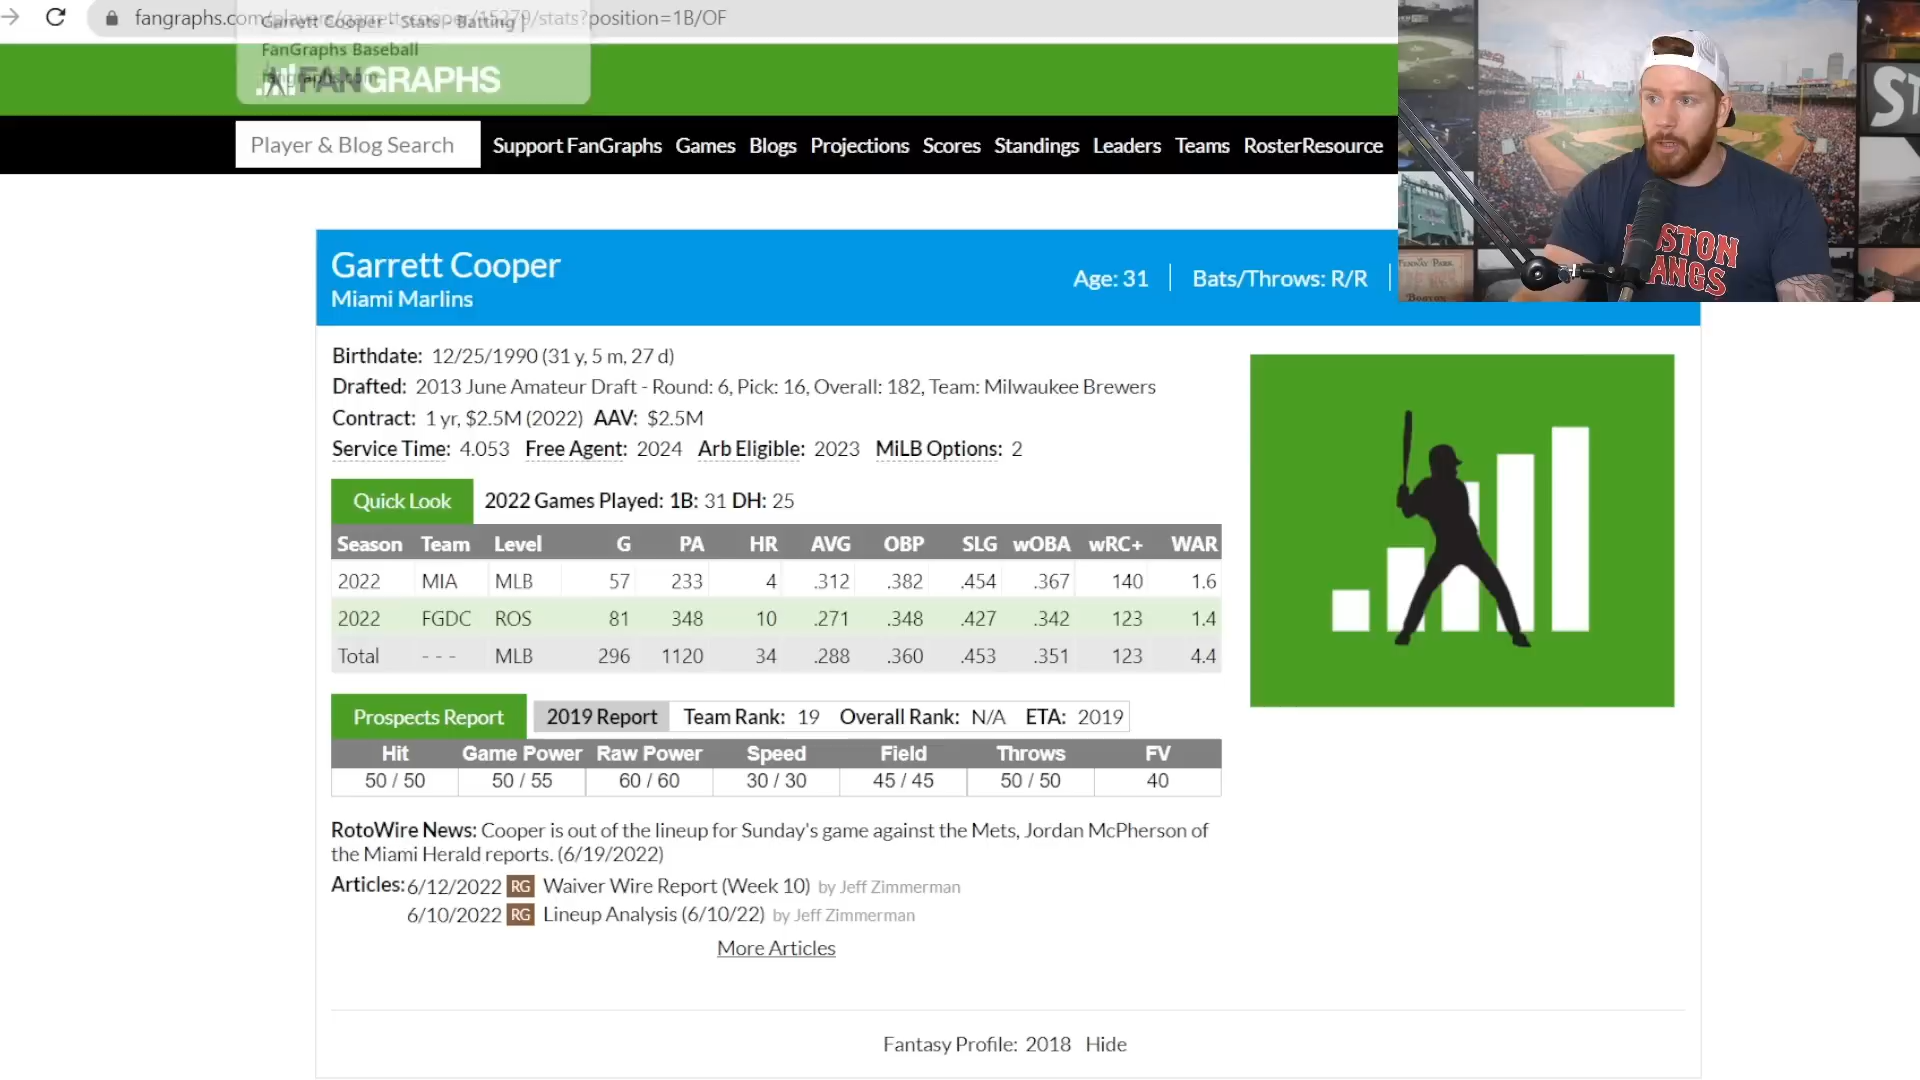 fangraphs.com/players/garrett-cooper/15279/stats?position=1B/OF
Garrett Cooper - Stats - Batting |
FanGraphs Baseball
fangraphs.com
FANGRAPHS
Player & Blog Search Support FanGraphs Games Blogs Projections Scores Standings Leaders Teams RosterResource
Garrett Cooper
Miami Marlins
Age: 31 Bats/Throws: R/R
Birthdate: 12/25/1990 (31 y, 5 m, 27 d)
Drafted: 2013 June Amateur Draft - Round: 6, Pick: 16, Overall: 182, Team: Milwaukee Brewers
Contract: 1 yr, $2.5M (2022) AAV: $2.5M
Service Time: 4.053 Free Agent: 2024 Arb Eligible: 2023 MiLB Options: 2
Quick Look 2022 Games Played: 1B: 31 DH: 25
Season Team Level G PA HR AVG OBP SLG wOBA wRC+ WAR
2022 MIA MLB 57 233 4 .312 .382 .454 .367 140 1.6
2022 FGDC ROS 81 348 10 .271 .348 .427 .342 123 1.4
Total - - - MLB 296 1120 34 .288 .360 .453 .351 123 4.4
Prospects Report 2019 Report Team Rank: 19 Overall Rank: N/A ETA: 2019
Hit Game Power Raw Power Speed Field Throws FV
50 / 50 50 / 55 60 / 60 30 / 30 45 / 45 50 / 50 40
RotoWire News: Cooper is out of the lineup for Sunday's game against the Mets, Jordan McPherson of
the Miami Herald reports. (6/19/2022)
Articles: 6/12/2022 RG Waiver Wire Report (Week 10) by Jeff Zimmerman
6/10/2022 RG Lineup Analysis (6/10/22) by Jeff Zimmerman
More Articles
Fantasy Profile: 2018 Hide
FENWAY PARK
BOSTON
BANGS
ST